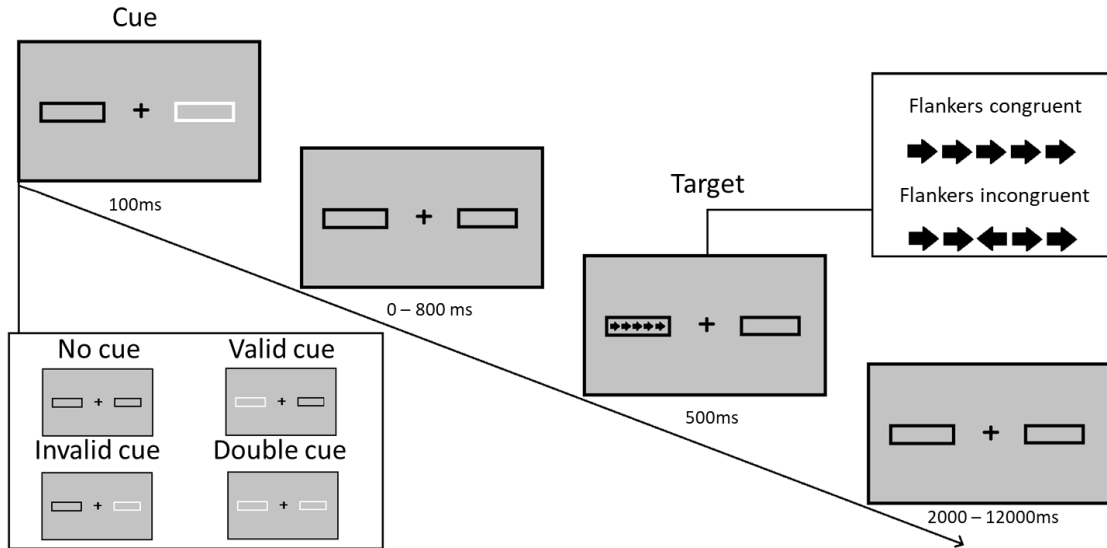 Cue
100ms
0 – 800 ms
Target
500ms
2000 – 12000ms
Flankers congruent
Flankers incongruent
No cue
Valid cue
Invalid cue
Double cue